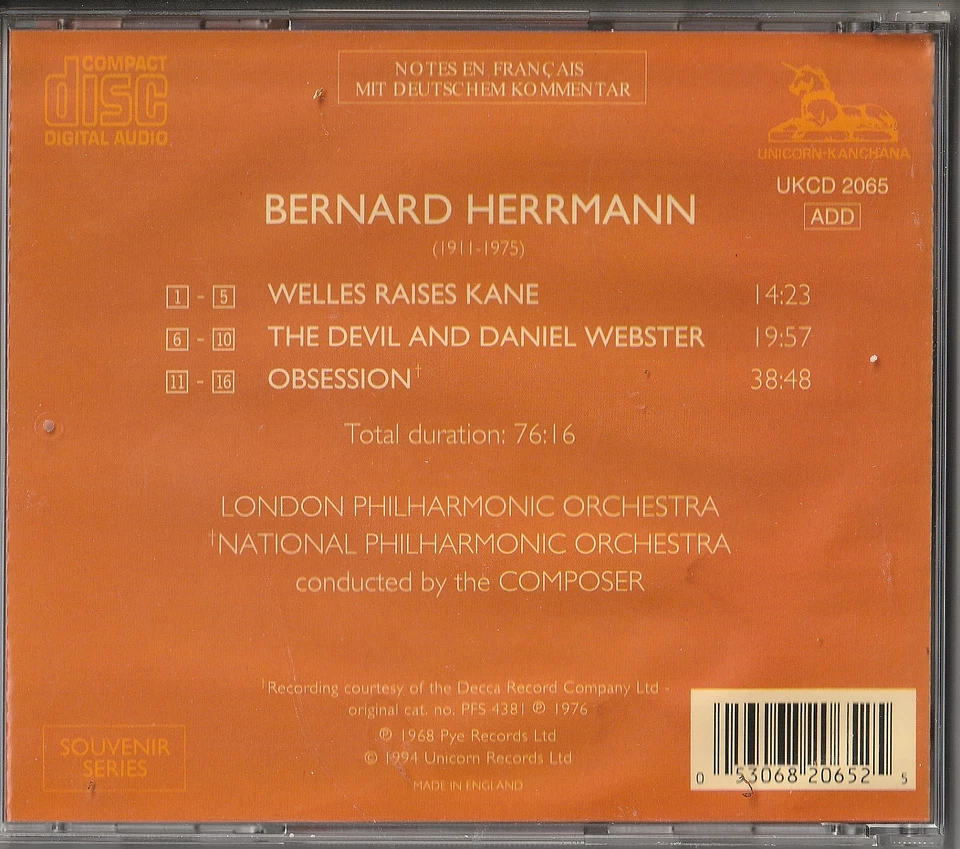 COMPACT
disc
DIGITAL AUDIO
NOTES EN FRANÇAIS
MIT DEUTSCHEM KOMMENTAR
UNICORN-KANCHANA
UKCD 2065
ADD
BERNARD HERRMANN
(1911-1975)
1 - 5 WELLES RAISES KANE 14:23
6 - 10 THE DEVIL AND DANIEL WEBSTER 19:57
11 - 16 OBSESSION† 38:48
Total duration: 76:16
LONDON PHILHARMONIC ORCHESTRA
†NATIONAL PHILHARMONIC ORCHESTRA
conducted by the COMPOSER
†Recording courtesy of the Decca Record Company Ltd -
original cat. no. PFS 4381 ℗ 1976
℗ 1968 Pye Records Ltd
© 1994 Unicorn Records Ltd
MADE IN ENGLAND
SOUVENIR
SERIES
0 53068 20652 5